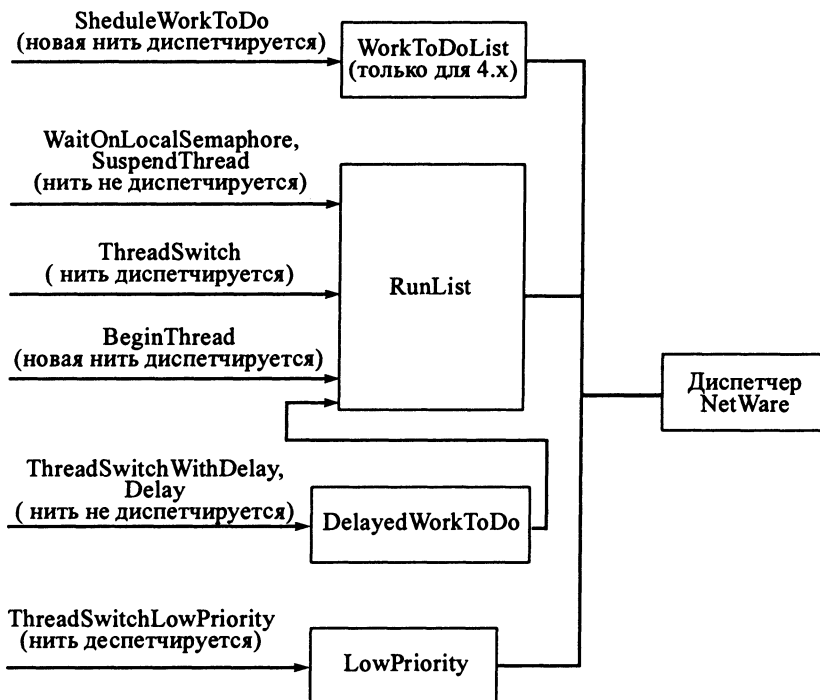 SheduleWorkToDo
(новая нить диспетчируется)
WorkToDoList
(только для 4.x)
WaitOnLocalSemaphore,
SuspendThread
(нить не диспетчируется)
ThreadSwitch
( нить диспетчируется)
RunList
BeginThread
(новая нить диспетчируется)
Диспетчер
NetWare
ThreadSwitchWithDelay,
Delay
( нить не диспетчируется)
DelayedWorkToDo
ThreadSwitchLowPriority
(нить деспетчируется)
LowPriority